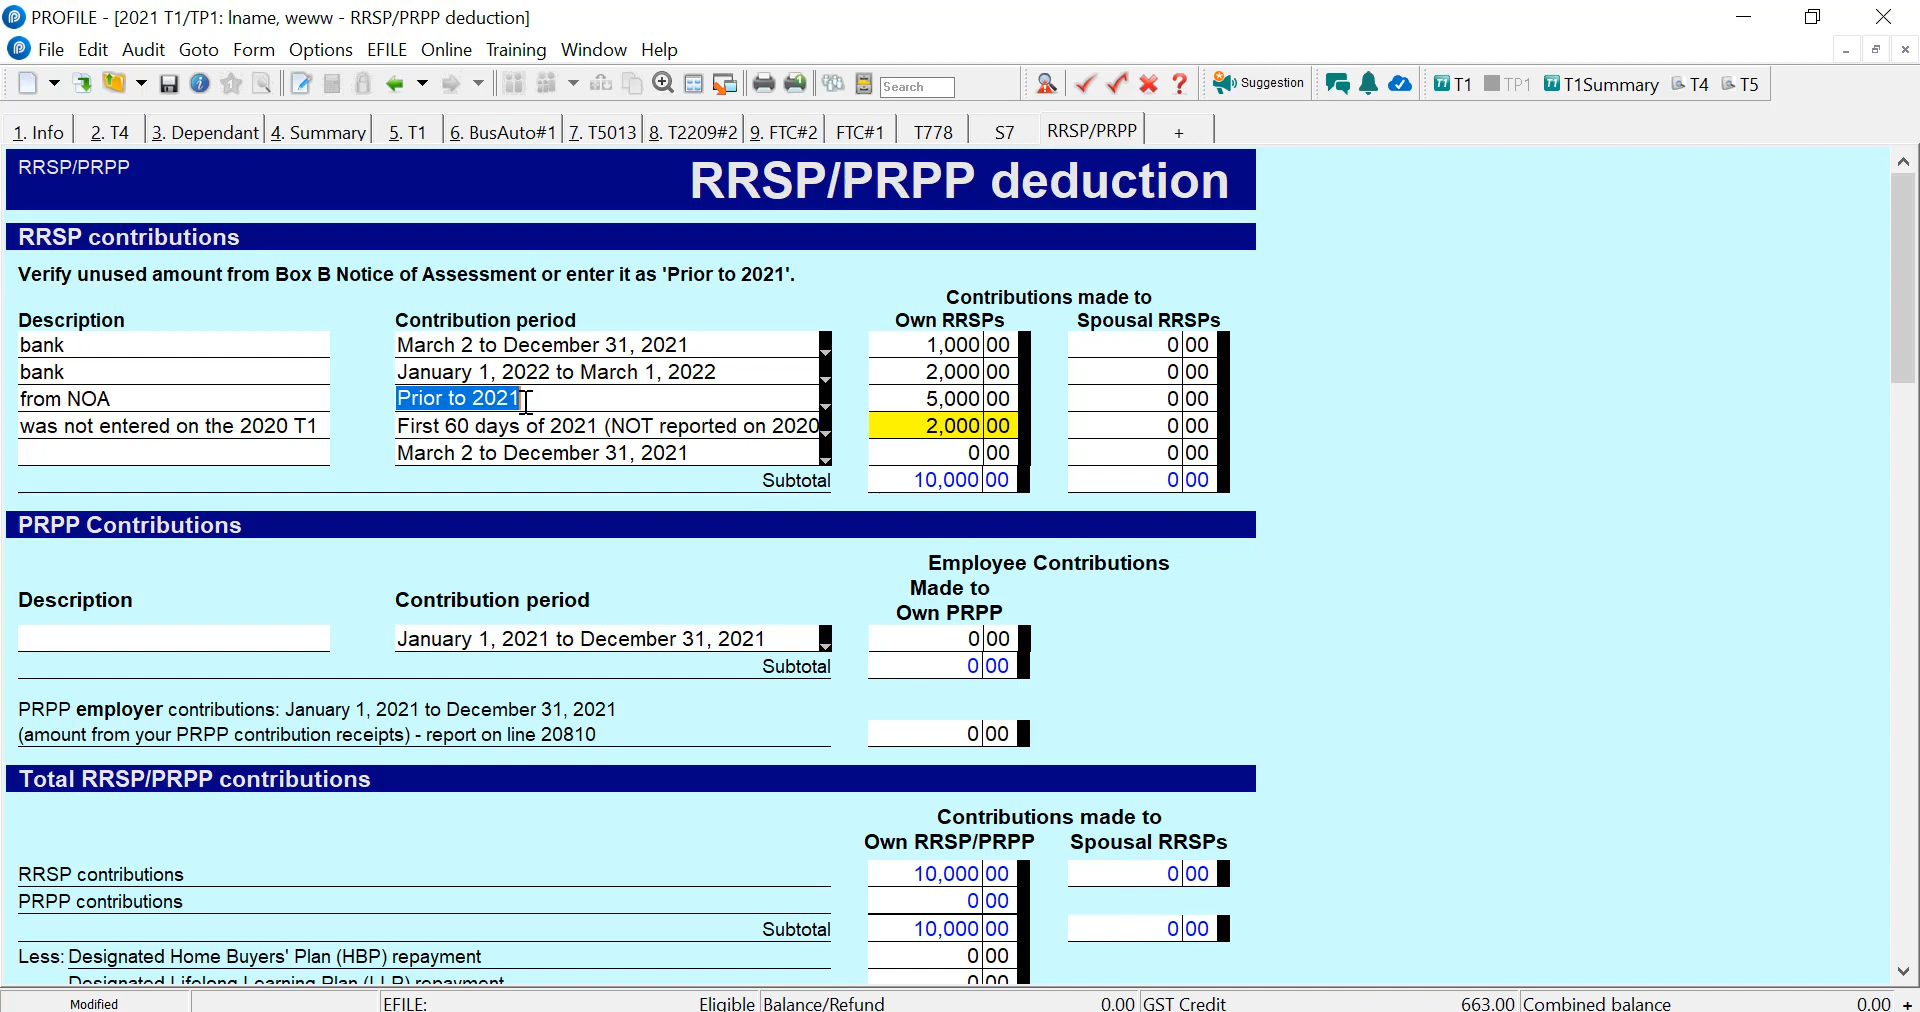 PROFILE - [2021 T1/TP1: lname, weww - RRSP/PRPP deduction]
File Edit Audit Goto Form Options EFILE Online Training Window Help
Search Suggestion T1 TP1 T1Summary T4 T5
1. Info 2. T4 3. Dependant 4. Summary 5. T1 6. BusAuto#1 7. T5013 8. T2209#2 9. FTC#2 FTC#1 T778 S7 RRSP/PRPP +
RRSP/PRPP RRSP/PRPP deduction
RRSP contributions
Verify unused amount from Box B Notice of Assessment or enter it as 'Prior to 2021'.
Contributions made to
Description Contribution period Own RRSPs Spousal RRSPs
bank March 2 to December 31, 2021 1,000 00 0 00
bank January 1, 2022 to March 1, 2022 2,000 00 0 00
from NOA Prior to 2021 5,000 00 0 00
was not entered on the 2020 T1 First 60 days of 2021 (NOT reported on 2020 2,000 00 0 00
March 2 to December 31, 2021 0 00 0 00
Subtotal 10,000 00 0 00
PRPP Contributions
Employee Contributions
Made to
Description Contribution period Own PRPP
January 1, 2021 to December 31, 2021 0 00
Subtotal 0 00
PRPP employer contributions: January 1, 2021 to December 31, 2021
(amount from your PRPP contribution receipts) - report on line 20810 0 00
Total RRSP/PRPP contributions
Contributions made to
Own RRSP/PRPP Spousal RRSPs
RRSP contributions 10,000 00 0 00
PRPP contributions 0 00
Subtotal 10,000 00 0 00
Less: Designated Home Buyers' Plan (HBP) repayment 0 00
Designated Lifelong Learning Plan (LLP) repayment 0 00
Modified EFILE: Eligible Balance/Refund 0.00 GST Credit 663.00 Combined balance 0.00 +